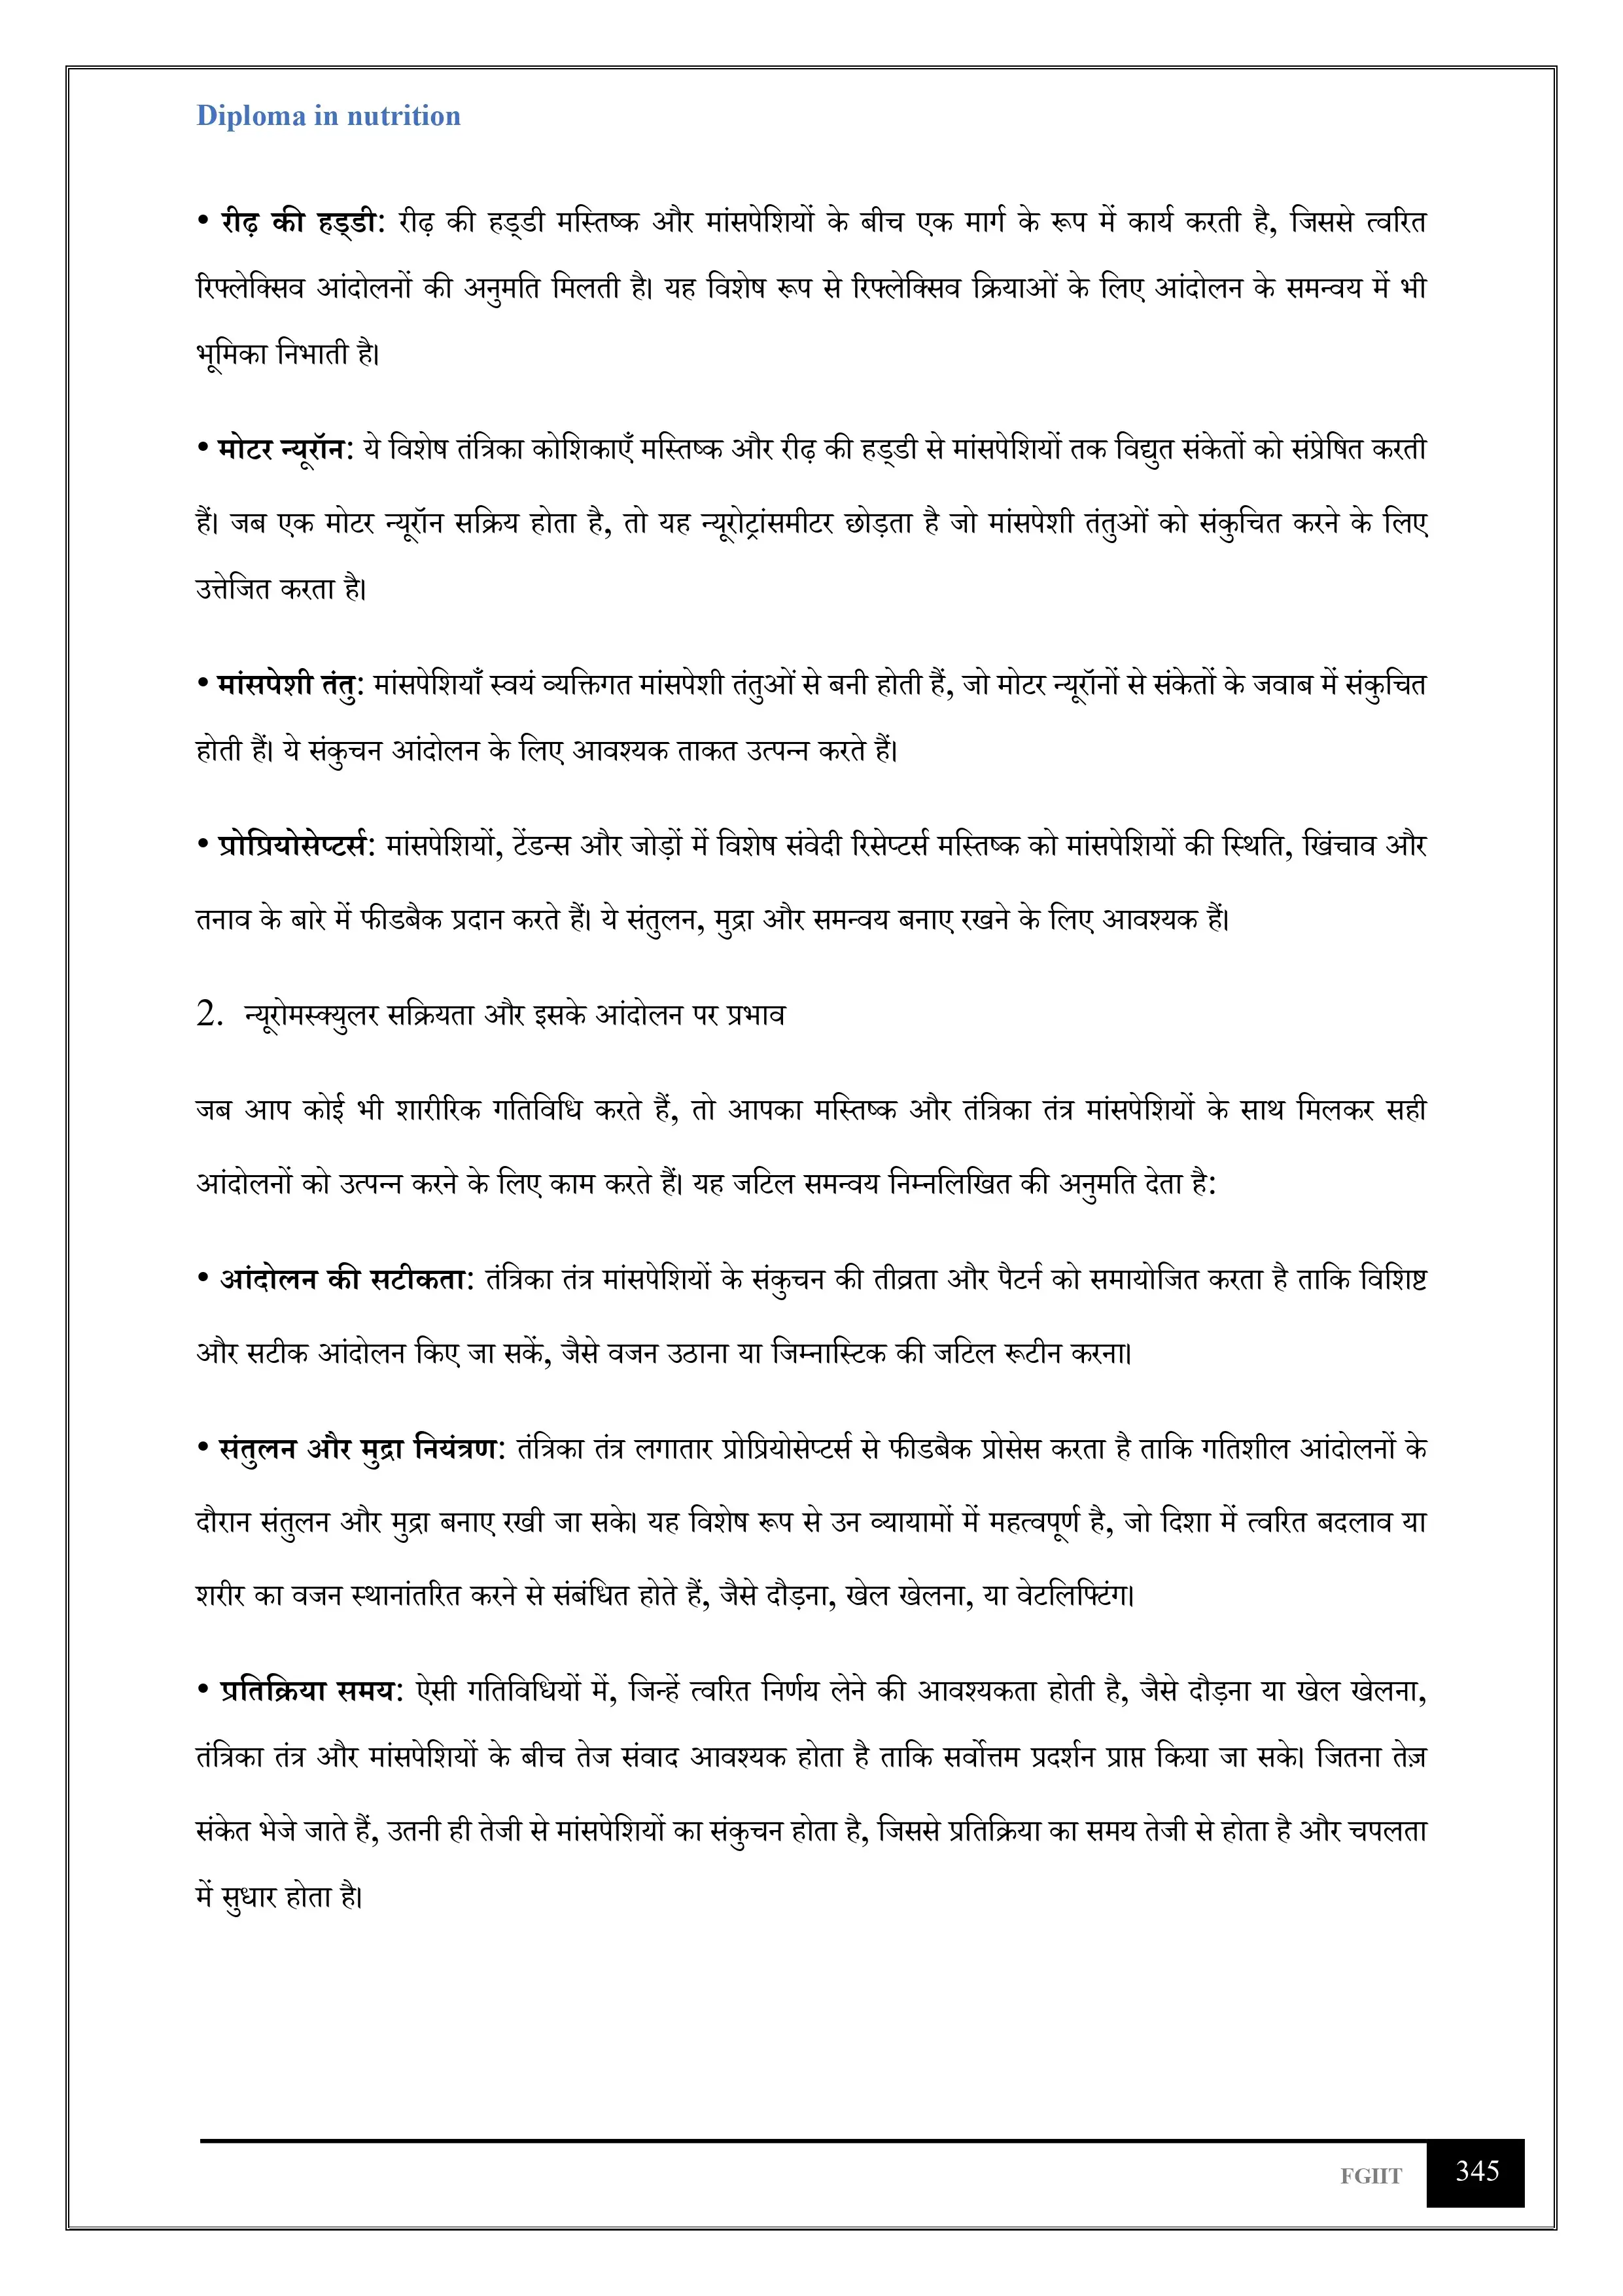 Diploma in nutrition
• रीढ़ की हड्डी: रीढ़ की हड्डी मस्तिष्क और मांसपेशियों के बीच एक मार्ग के रूप में कार्य करती है, जिससे त्वरित
रिफ्लेक्सिव आंदोलनों की अनुमति मिलती है। यह विशेष रूप से रिफ्लेक्सिव क्रियाओं के लिए आंदोलन के समन्वय में भी
भूमिका निभाती है।
• मोटर न्यूरॉन: ये विशेष तंत्रिका कोशिकाएँ मस्तिष्क और रीढ़ की हड्डी से मांसपेशियों तक विद्युत संकेतों को संप्रेषित करती
हैं। जब एक मोटर न्यूरॉन सक्रिय होता है, तो यह न्यूरोट्रांसमीटर छोड़ता है जो मांसपेशी तंतुओं को संकुचित करने के लिए
उत्तेजित करता है।
• मांसपेशी तंतु: मांसपेशियाँ स्वयं व्यक्तिगत मांसपेशी तंतुओं से बनी होती हैं, जो मोटर न्यूरॉनों से संकेतों के जवाब में संकुचित
होती हैं। ये संकुचन आंदोलन के लिए आवश्यक ताकत उत्पन्न करते हैं।
• प्रोप्रियोसेप्टर्स: मांसपेशियों, टेंडन्स और जोड़ों में विशेष संवेदी रिसेप्टर्स मस्तिष्क को मांसपेशियों की स्थिति, खिंचाव और
तनाव के बारे में फीडबैक प्रदान करते हैं। ये संतुलन, मुद्रा और समन्वय बनाए रखने के लिए आवश्यक हैं।
2. न्यूरोमस्क्युलर सक्रियता और इसके आंदोलन पर प्रभाव
जब आप कोई भी शारीरिक गतिविधि करते हैं, तो आपका मस्तिष्क और तंत्रिका तंत्र मांसपेशियों के साथ मिलकर सही
आंदोलनों को उत्पन्न करने के लिए काम करते हैं। यह जटिल समन्वय निम्नलिखित की अनुमति देता है:
• आंदोलन की सटीकता: तंत्रिका तंत्र मांसपेशियों के संकुचन की तीव्रता और पैटर्न को समायोजित करता है ताकि विशिष्ट
और सटीक आंदोलन किए जा सकें, जैसे वजन उठाना या जिम्नास्टिक की जटिल रूटीन करना।
• संतुलन और मुद्रा नियंत्रण: तंत्रिका तंत्र लगातार प्रोप्रियोसेप्टर्स से फीडबैक प्रोसेस करता है ताकि गतिशील आंदोलनों के
दौरान संतुलन और मुद्रा बनाए रखी जा सके। यह विशेष रूप से उन व्यायामों में महत्वपूर्ण है, जो दिशा में त्वरित बदलाव या
शरीर का वजन स्थानांतरित करने से संबंधित होते हैं, जैसे दौड़ना, खेल खेलना, या वेटलिफ्टिंग।
• प्रतिक्रिया समय: ऐसी गतिविधियों में, जिन्हें त्वरित निर्णय लेने की आवश्यकता होती है, जैसे दौड़ना या खेल खेलना,
तंत्रिका तंत्र और मांसपेशियों के बीच तेज संवाद आवश्यक होता है ताकि सर्वोत्तम प्रदर्शन प्राप्त किया जा सके। जितना तेज़
संकेत भेजे जाते हैं, उतनी ही तेजी से मांसपेशियों का संकुचन होता है, जिससे प्रतिक्रिया का समय तेजी से होता है और चपलता
में सुधार होता है।
FGIIT 345